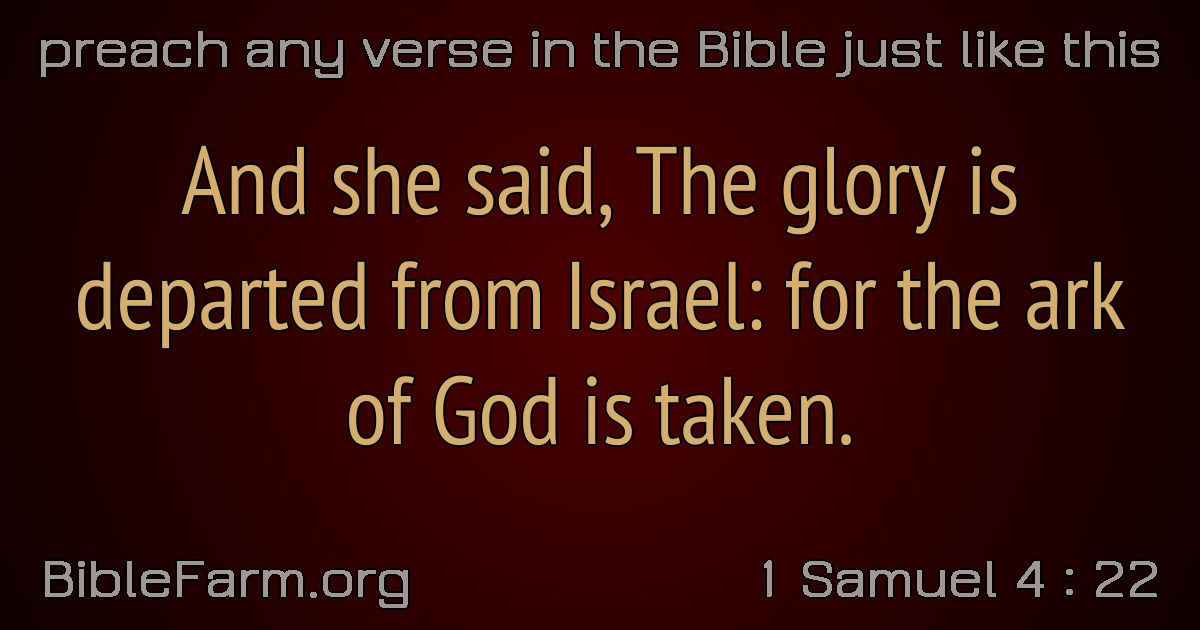 preach any verse in the Bible just like this
And she said, The glory is
departed from Israel: for the ark
of God is taken.
BibleFarm.org
1 Samuel 4 : 22